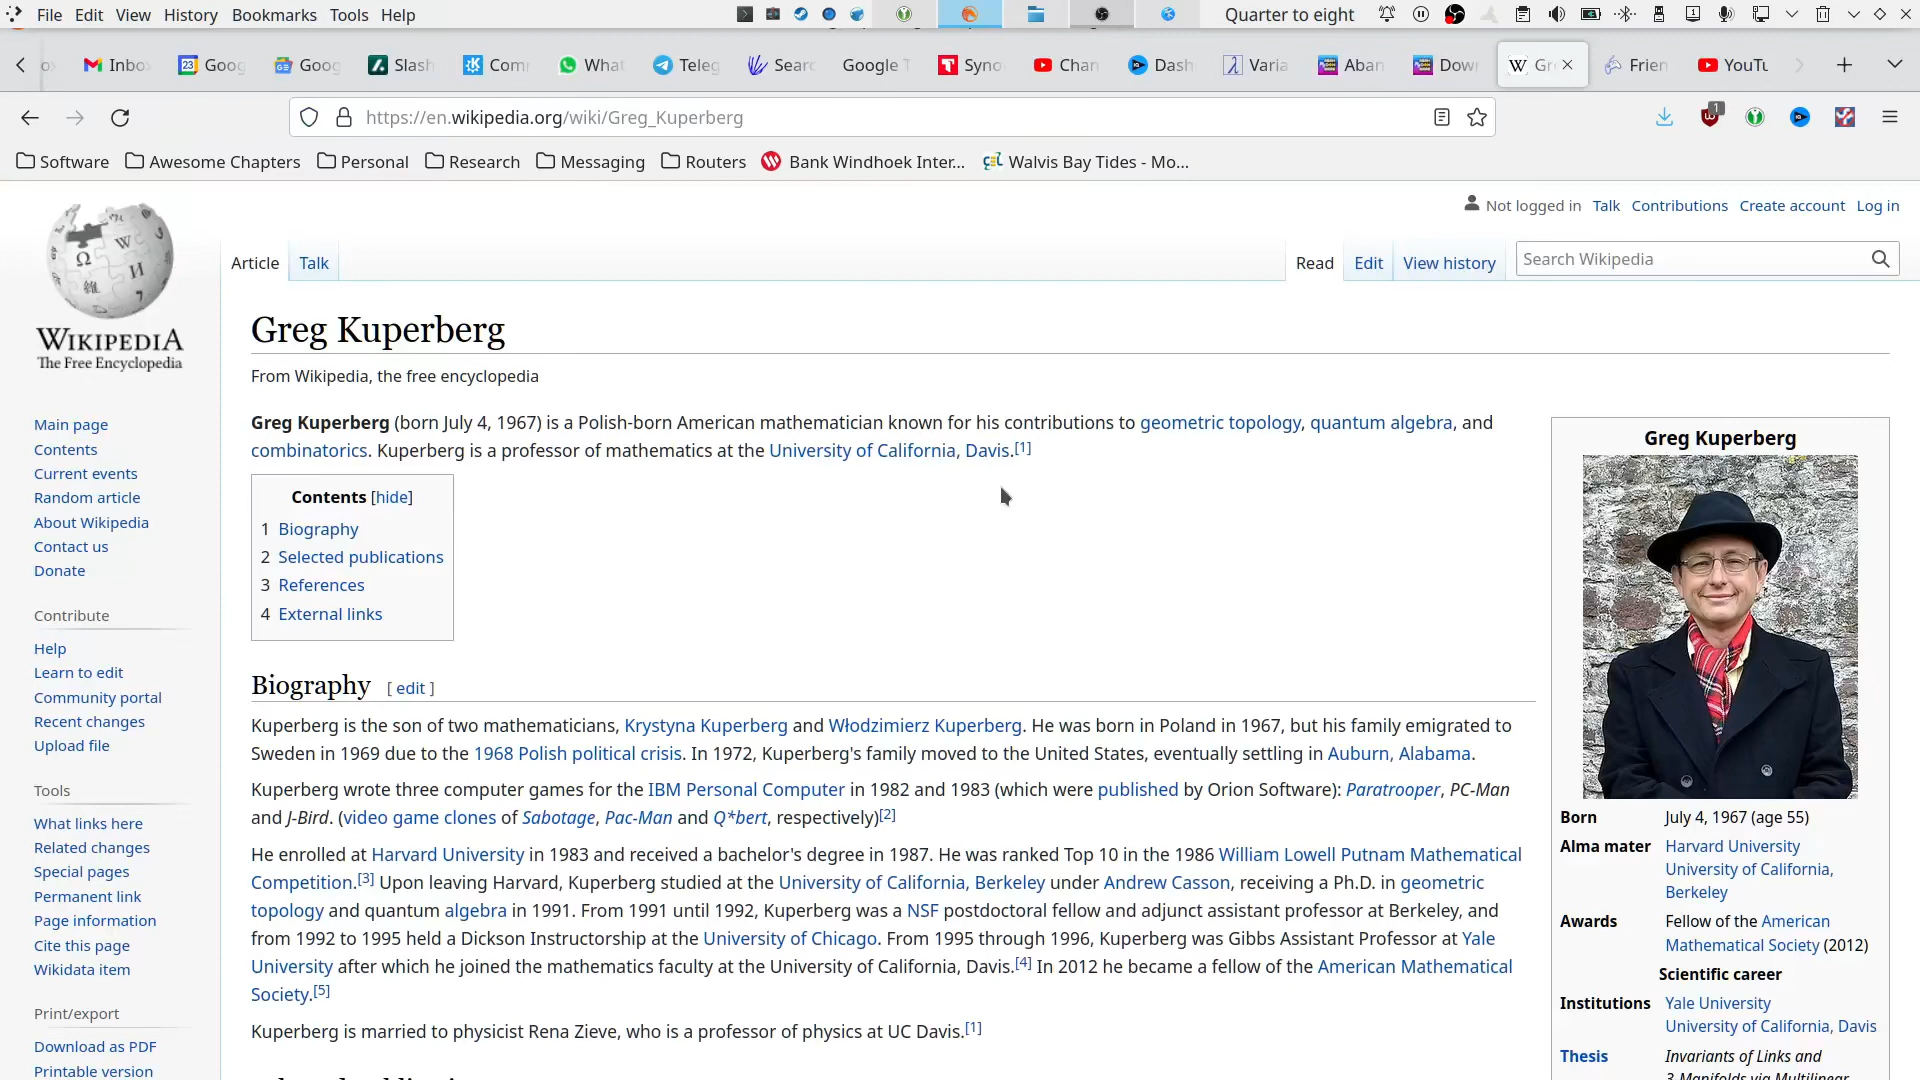 File Edit View History Bookmarks Tools Help
Quarter to eight
Inbo
23 Goog
Goog
Slash
Com
What
Teleg
Sear
Google T
Syno
Chan
Dash
Varia
Aban
Dow
Gr
Frien
YouTu
https://en.wikipedia.org/wiki/Greg_Kuperberg
1
Software Awesome Chapters Personal Research Messaging Routers Bank Windhoek Inter... Walvis Bay Tides - Mo...
Not logged in Talk Contributions Create account Log in
Article Talk Read Edit View history Search Wikipedia
WIKIPEDIA
The Free Encyclopedia
Main page
Contents
Current events
Random article
About Wikipedia
Contact us
Donate
Contribute
Help
Learn to edit
Community portal
Recent changes
Upload file
Tools
What links here
Related changes
Special pages
Permanent link
Page information
Cite this page
Wikidata item
Print/export
Download as PDF
Printable version
Greg Kuperberg
From Wikipedia, the free encyclopedia
Greg Kuperberg (born July 4, 1967) is a Polish-born American mathematician known for his contributions to geometric topology, quantum algebra, and
combinatorics. Kuperberg is a professor of mathematics at the University of California, Davis.[1]
Contents [hide]
1 Biography
2 Selected publications
3 References
4 External links
Biography [ edit ]
Kuperberg is the son of two mathematicians, Krystyna Kuperberg and Włodzimierz Kuperberg. He was born in Poland in 1967, but his family emigrated to
Sweden in 1969 due to the 1968 Polish political crisis. In 1972, Kuperberg's family moved to the United States, eventually settling in Auburn, Alabama.
Kuperberg wrote three computer games for the IBM Personal Computer in 1982 and 1983 (which were published by Orion Software): Paratrooper, PC-Man
and J-Bird. (video game clones of Sabotage, Pac-Man and Q*bert, respectively)[2]
He enrolled at Harvard University in 1983 and received a bachelor's degree in 1987. He was ranked Top 10 in the 1986 William Lowell Putnam Mathematical
Competition.[3] Upon leaving Harvard, Kuperberg studied at the University of California, Berkeley under Andrew Casson, receiving a Ph.D. in geometric
topology and quantum algebra in 1991. From 1991 until 1992, Kuperberg was a NSF postdoctoral fellow and adjunct assistant professor at Berkeley, and
from 1992 to 1995 held a Dickson Instructorship at the University of Chicago. From 1995 through 1996, Kuperberg was Gibbs Assistant Professor at Yale
University after which he joined the mathematics faculty at the University of California, Davis.[4] In 2012 he became a fellow of the American Mathematical
Society.[5]
Kuperberg is married to physicist Rena Zieve, who is a professor of physics at UC Davis.[1]
Greg Kuperberg
Born July 4, 1967 (age 55)
Alma mater Harvard University
University of California,
Berkeley
Awards Fellow of the American
Mathematical Society (2012)
Scientific career
Institutions Yale University
University of California, Davis
Thesis Invariants of Links and
3-Manifolds via Multilinear